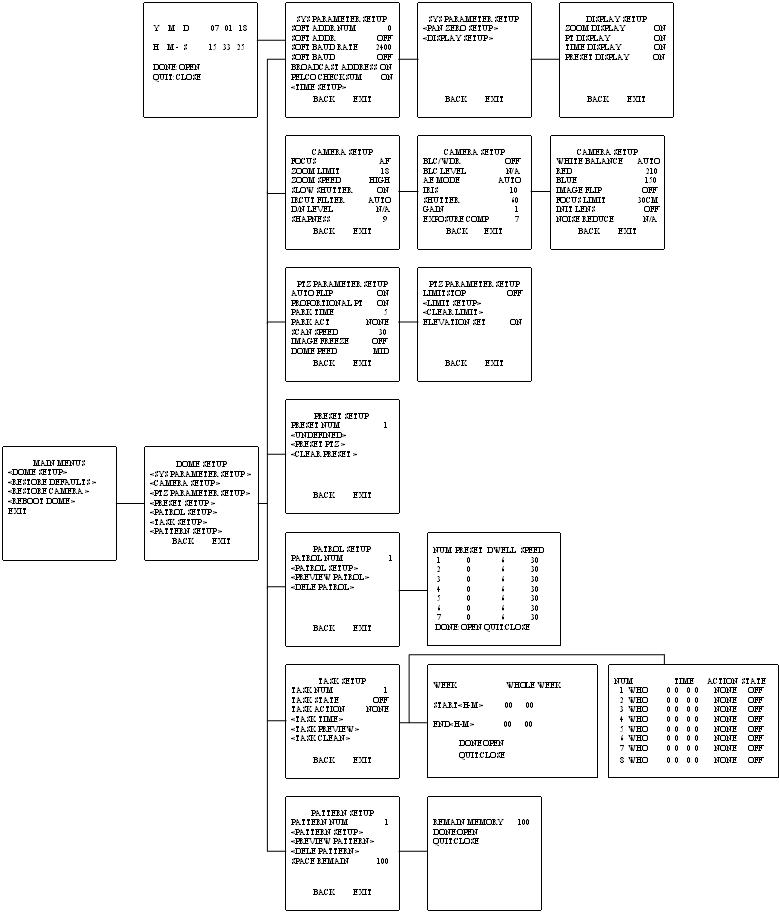 Y M D 07 01 18
H M - S 15 33 25
DONE:OPEN
QUIT:CLOSE
SYS PARAMETER SETUP
SOFT ADDR NUM 0
SOFT ADDR OFF
SOFT BAUD RATE 2400
SOFT BAUD OFF
BROADCAST ADDRESS ON
PELCO CHECKSUM ON
<TIME SETUP>
BACK EXIT
SYS PARAMETER SETUP
<PAN ZERO SETUP>
<DISPLAY SETUP>
BACK EXIT
DISPLAY SETUP
ZOOM DISPLAY ON
PT DISPLAY ON
TIME DISPLAY ON
PRESET DISPLAY ON
BACK EXIT
CAMERA SETUP
FOCUS AF
ZOOM LIMIT 18
ZOOM SPEED HIGH
SLOW SHUTTER ON
IRCUT FILTER AUTO
D/N LEVEL N/A
SHAPNESS 9
BACK EXIT
CAMERA SETUP
BLC/WDR OFF
BLC LEVEL N/A
AE MODE AUTO
IRIS 10
SHUTTER 60
GAIN 1
EXPOSURE COMP 7
BACK EXIT
CAMERA SETUP
WHITE BALANCE AUTO
RED 210
BLUE 150
IMAGE FLIP OFF
FOCUS LIMIT 30CM
INIT LENS OFF
NOISE REDUCE N/A
BACK EXIT
PTZ PARAMETER SETUP
AUTO FLIP ON
PROPORTIONAL PT ON
PARK TIME 5
PARK ACT NONE
SCAN SPEED 30
IMAGE FREEZE OFF
DOME PEED MID
BACK EXIT
PTZ PARAMETER SETUP
LIMIT STOP OFF
<LIMIT SETUP>
<CLEAR LIMIT>
ELEVATION SET ON
BACK EXIT
PRESET SETUP
PRESET NUM 1
<UNDEFINED>
<PRESET PTZ>
<CLEAR PRESET>
BACK EXIT
MAIN MENUS
<DOME SETUP>
<RESTORE DEFAULTS>
<RESTORE CAMERA>
<REBOOT DOME>
EXIT
DOME SETUP
<SYS PARAMETER SETUP>
<CAMERA SETUP>
<PTZ PARAMETER SETUP>
<PRESET SETUP>
<PATROL SETUP>
<TASK SETUP>
<PATTERN SETUP>
BACK EXIT
PATROL SETUP
PATROL NUM 1
<PATROL SETUP>
<PREVIEW PATROL>
<DELE PATROL>
BACK EXIT
NUM PRESET DWELL SPEED
1 0 6 30
2 0 6 30
3 0 6 30
4 0 6 30
5 0 6 30
6 0 6 30
7 0 6 30
DONE:OPEN QUIT:CLOSE
TASK SETUP
TASK NUM 1
TASK STATE OFF
TASK ACTION NONE
<TASK TIME>
<TASK PREVIEW>
<TASK CLEAN>
BACK EXIT
WEEK WHOLE WEEK
START<H-M> 00 00
END<H-M> 00 00
DONE:OPEN
QUIT:CLOSE
NUM TIME ACTION STATE
1 WHO 0 0 0 0 NONE OFF
2 WHO 0 0 0 0 NONE OFF
3 WHO 0 0 0 0 NONE OFF
4 WHO 0 0 0 0 NONE OFF
5 WHO 0 0 0 0 NONE OFF
6 WHO 0 0 0 0 NONE OFF
7 WHO 0 0 0 0 NONE OFF
8 WHO 0 0 0 0 NONE OFF
PATTERN SETUP
PATTERN NUM 1
<PATTERN SETUP>
<PREVIEW PATTERN>
<DELE PATTERN>
SPACE REMAIN 100
BACK EXIT
REMAIN MEMORY 100
DONE:OPEN
QUIT:CLOSE